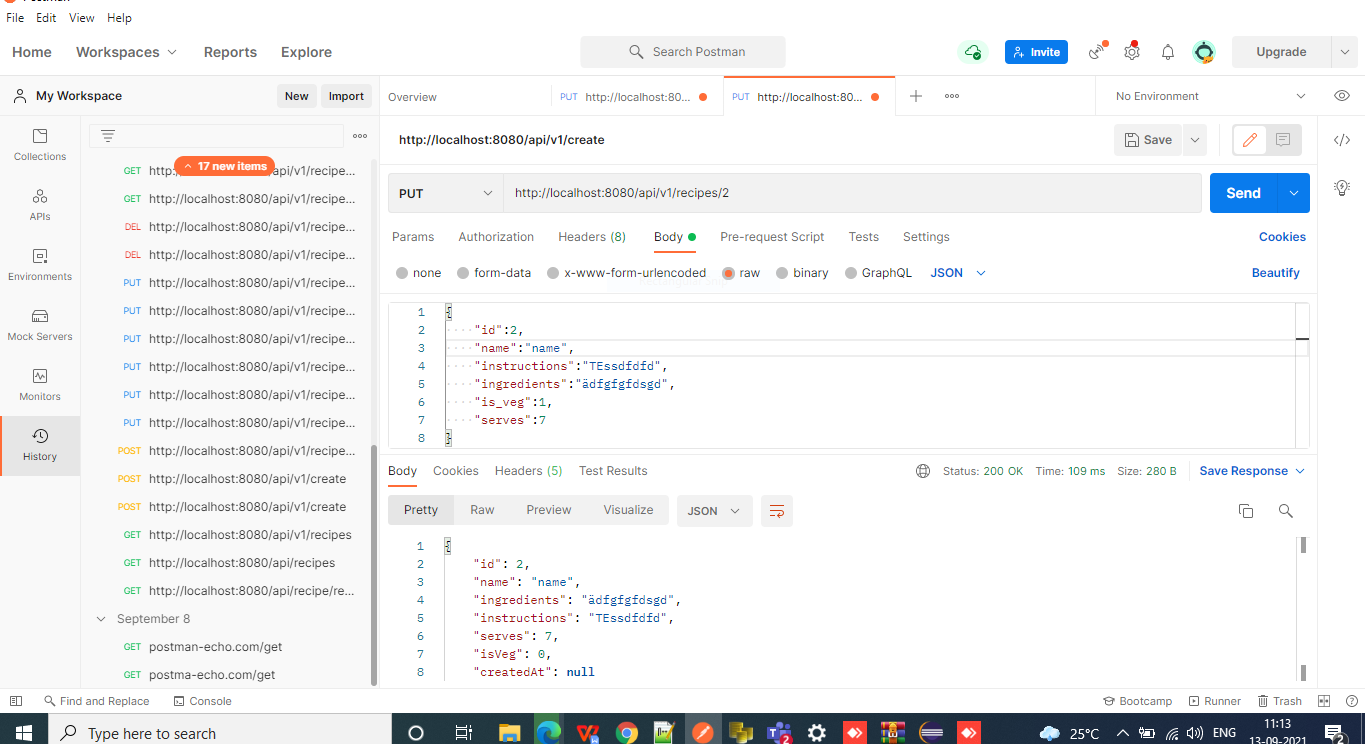 Postman
File Edit View Help
Home Workspaces Reports Explore Search Postman Invite Upgrade
My Workspace New Import Overview PUT http://localhost:80... PUT http://localhost:80... + ooo No Environment
http://localhost:8080/api/v1/create Save
Collections
APIs
Environments
Mock Servers
Monitors
History
17 new items
GET http:/ /api/v1/recipe...
GET http://localhost:8080/api/v1/recipe...
DEL http://localhost:8080/api/v1/recipe...
DEL http://localhost:8080/api/v1/recipe...
PUT http://localhost:8080/api/v1/recipe...
PUT http://localhost:8080/api/v1/recipe...
PUT http://localhost:8080/api/v1/recipe...
PUT http://localhost:8080/api/v1/recipe...
PUT http://localhost:8080/api/v1/recipe...
PUT http://localhost:8080/api/v1/recipe...
POST http://localhost:8080/api/v1/recipe...
POST http://localhost:8080/api/v1/create
POST http://localhost:8080/api/v1/create
GET http://localhost:8080/api/v1/recipes
GET http://localhost:8080/api/recipes
GET http://localhost:8080/api/recipe/re...
September 8
GET postman-echo.com/get
GET postma-echo.com/get
PUT http://localhost:8080/api/v1/recipes/2 Send
Params Authorization Headers (8) Body Pre-request Script Tests Settings Cookies
none form-data x-www-form-urlencoded raw binary GraphQL JSON Beautify
1 {
2 "id":2,
3 "name":"name",
4 "instructions":"TEssdfdfd",
5 "ingredients":"ädfgfgfdsgd",
6 "is_veg":1,
7 "serves":7
8 }
Body Cookies Headers (5) Test Results Status: 200 OK Time: 109 ms Size: 280 B Save Response
Pretty Raw Preview Visualize JSON
1 {
2 "id": 2,
3 "name": "name",
4 "ingredients": "ädfgfgfdsgd",
5 "instructions": "TEssdfdfd",
6 "serves": 7,
7 "isVeg": 0,
8 "createdAt": null
Find and Replace Console Bootcamp Runner Trash
Type here to search 25°C ENG 11:13
13-09-2021
2
2